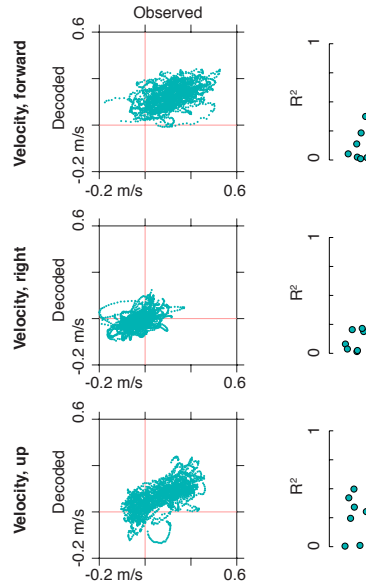 Observed
Velocity, forward
Decoded
0.6
-0.2 m/s
-0.2 m/s
0.6
R²
1
0
Velocity, right
Decoded
0.6
-0.2 m/s
-0.2 m/s
0.6
R²
1
0
Velocity, up
Decoded
0.6
-0.2 m/s
-0.2 m/s
0.6
R²
1
0